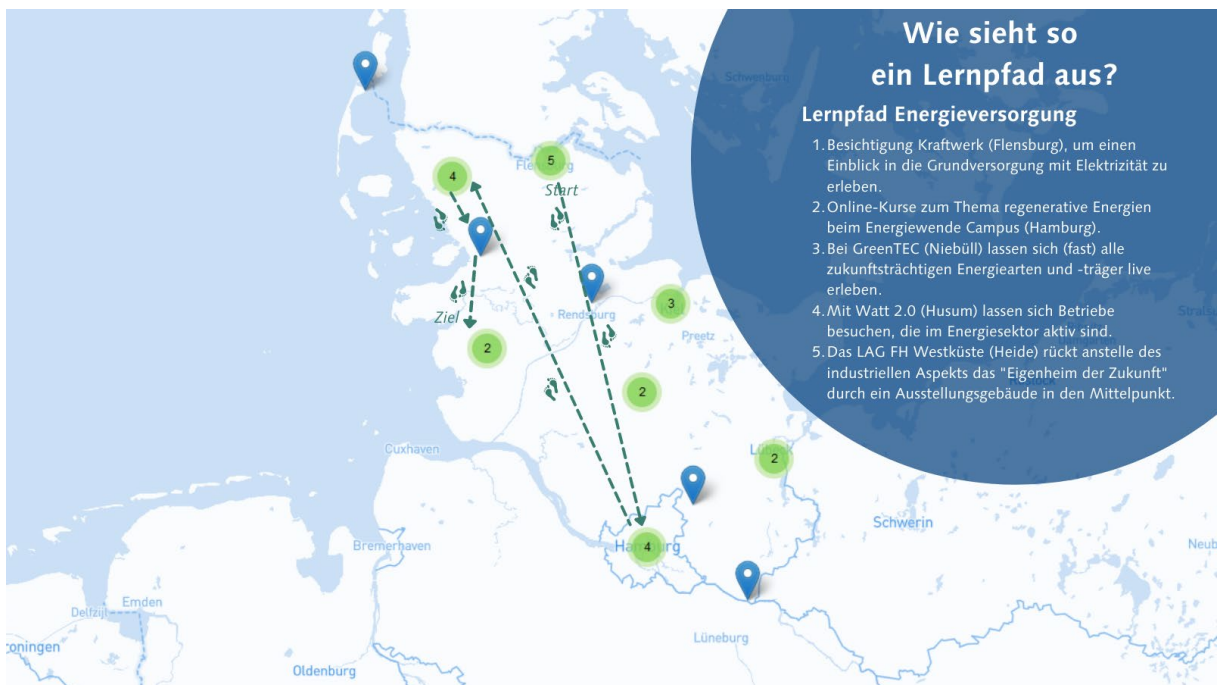 Wie sieht so
ein Lernpfad aus?
Lernpfad Energieversorgung
1. Besichtigung Kraftwerk (Flensburg), um einen
Einblick in die Grundversorgung mit Elektrizität zu
erleben.
2. Online-Kurse zum Thema regenerative Energien
beim Energiewende Campus (Hamburg).
3. Bei GreenTEC (Niebüll) lassen sich (fast) alle
zukunftsträchtigen Energiearten und -träger live
erleben.
4. Mit Watt 2.0 (Husum) lassen sich Betriebe
besuchen, die im Energiesektor aktiv sind.
5. Das LAG FH Westküste (Heide) rückt anstelle des
industriellen Aspekts das "Eigenheim der Zukunft"
durch ein Ausstellungsgebäude in den Mittelpunkt.
5
4
Start
Ziel
3
Rendsburg
Preetz
2
2
Cuxhaven
2
4
Bremerhaven
Schwerin
Emden
Delfzijl
Lüneburg
Oldenburg